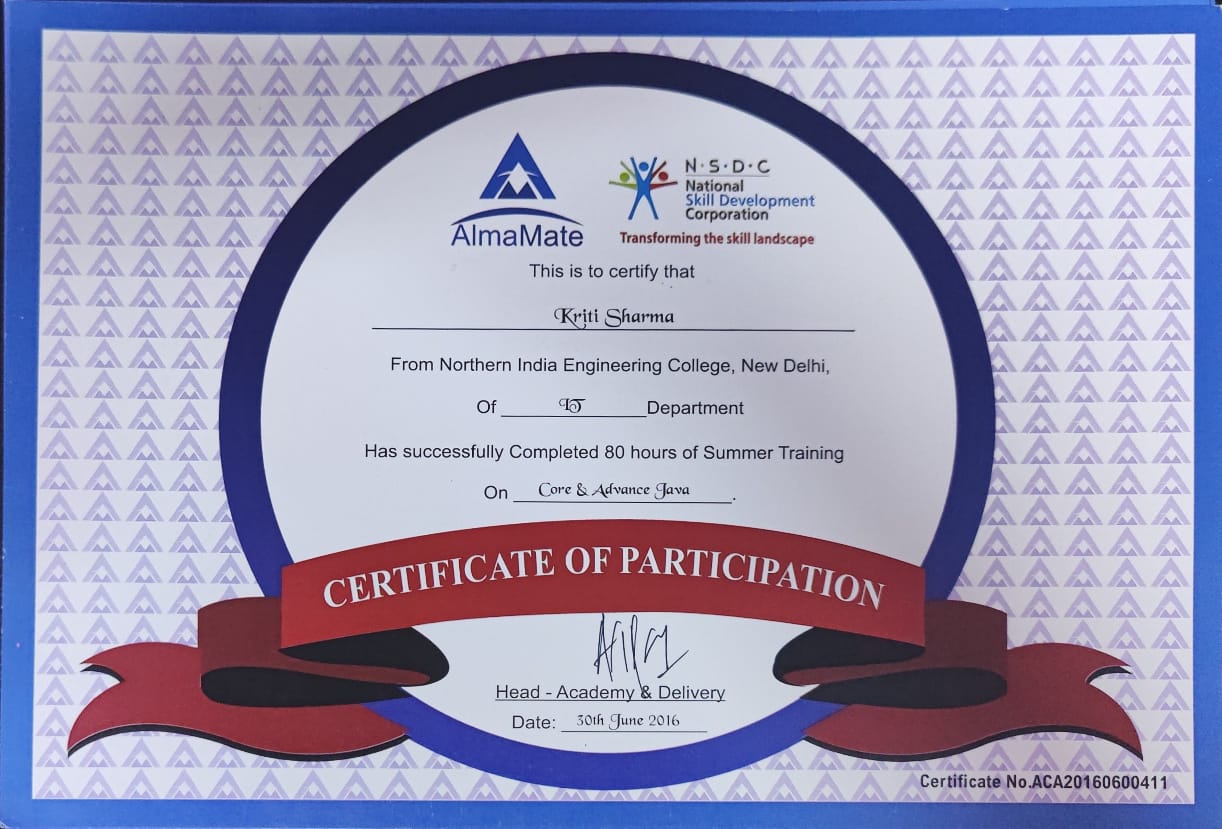 AlmaMate
N·S·D·C
National
Skill Development
Corporation
Transforming the skill landscape
This is to certify that
Kriti Sharma
From Northern India Engineering College, New Delhi,
Of IT Department
Has successfully Completed 80 hours of Summer Training
On Core & Advance Java.
CERTIFICATE OF PARTICIPATION
Head - Academy & Delivery
Date: 30th June 2016
Certificate No.ACA20160600411